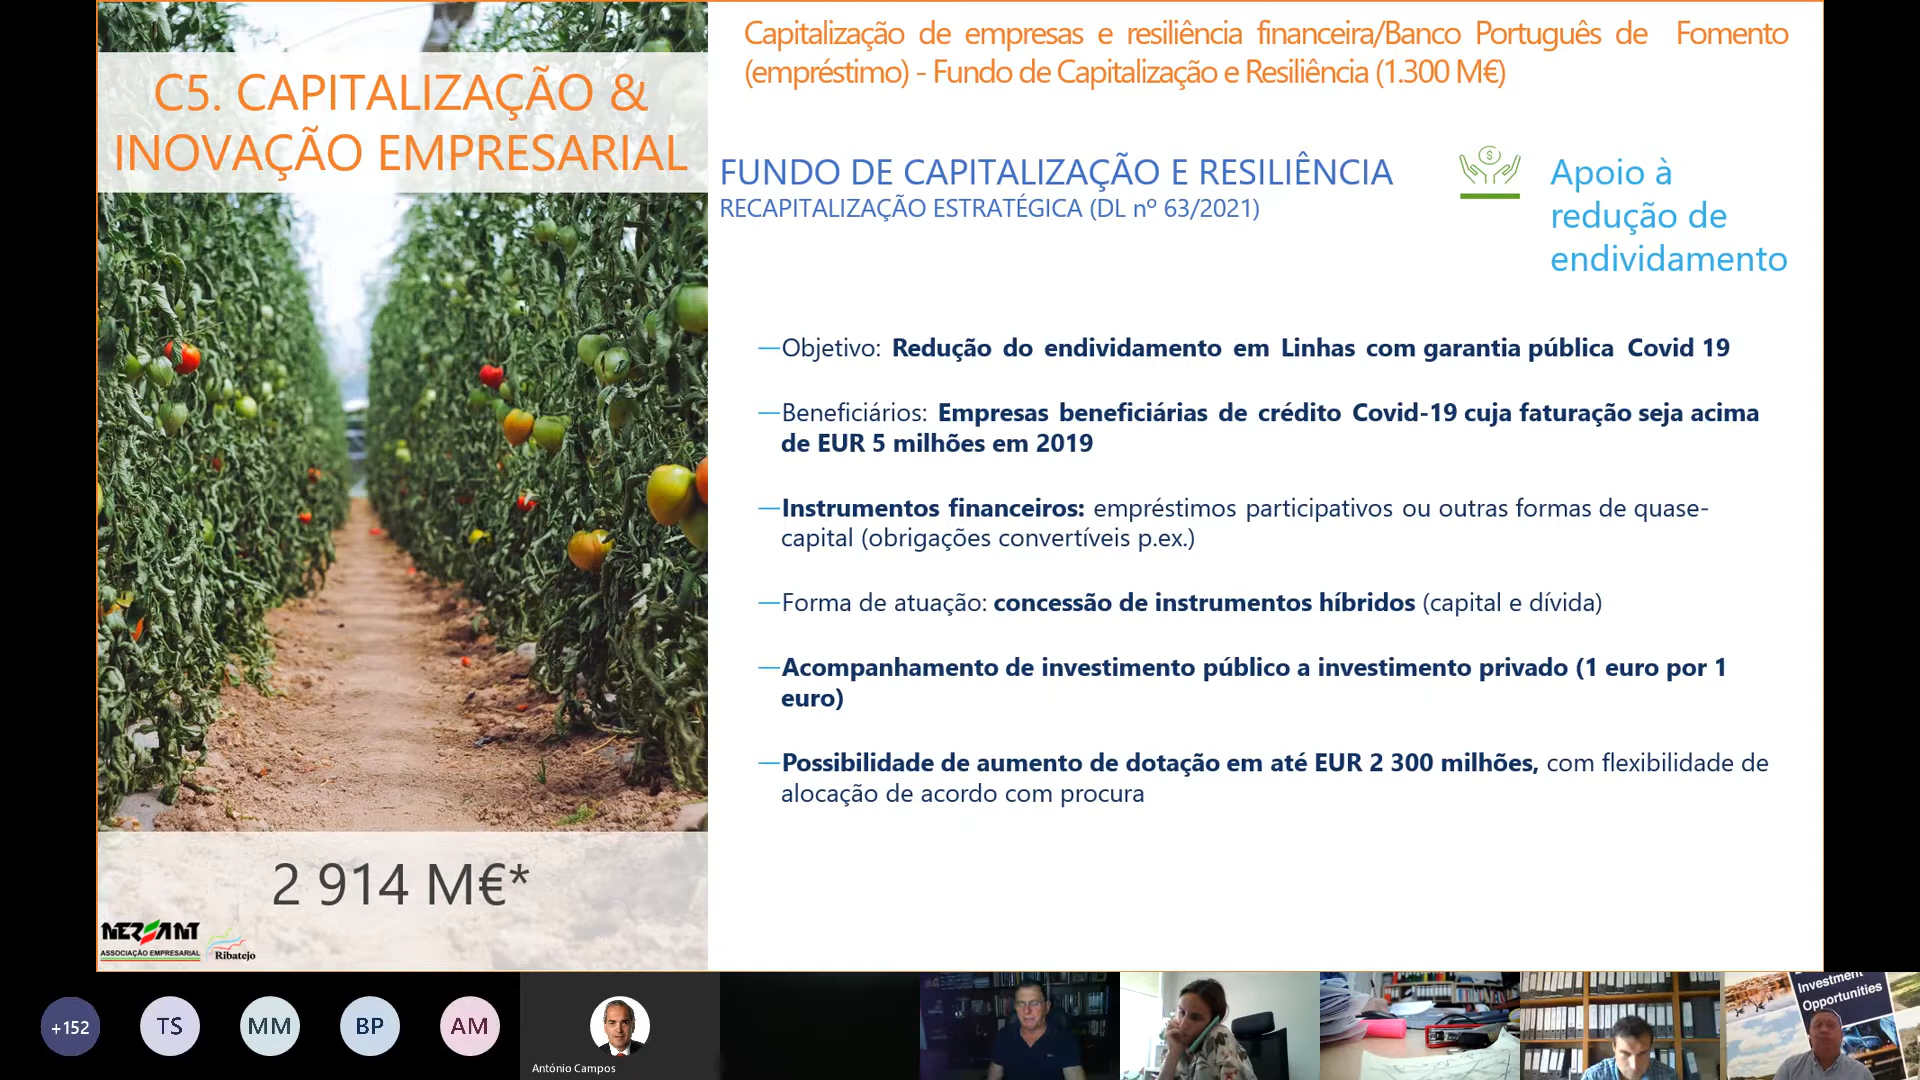 C5. CAPITALIZAÇÃO &
INOVAÇÃO EMPRESARIAL
2 914 M€*
NERSANT
ASSOCIAÇÃO EMPRESARIAL
Ribatejo
Capitalização de empresas e resiliência financeira/Banco Português de Fomento
(empréstimo) - Fundo de Capitalização e Resiliência (1.300 M€)
FUNDO DE CAPITALIZAÇÃO E RESILIÊNCIA
RECAPITALIZAÇÃO ESTRATÉGICA (DL nº 63/2021)
$
Apoio à
redução de
endividamento
—Objetivo: Redução do endividamento em Linhas com garantia pública Covid 19
—Beneficiários: Empresas beneficiárias de crédito Covid-19 cuja faturação seja acima
de EUR 5 milhões em 2019
—Instrumentos financeiros: empréstimos participativos ou outras formas de quase-
capital (obrigações convertíveis p.ex.)
—Forma de atuação: concessão de instrumentos híbridos (capital e dívida)
—Acompanhamento de investimento público a investimento privado (1 euro por 1
euro)
—Possibilidade de aumento de dotação em até EUR 2 300 milhões, com flexibilidade de
alocação de acordo com procura
+152
TS
MM
BP
AM
António Campos
Investment
Opportunities